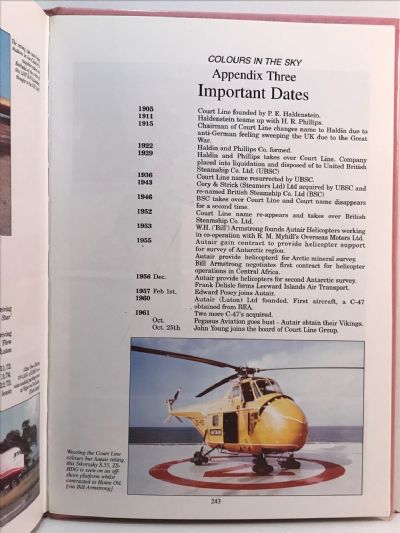 COLOURS IN THE SKY
Appendix Three
Important Dates
1905 Court Line founded by P. E. Haldenstein.
1911 Haldenstein teams up with H. R. Phillips.
1915 Chairman of Court Line changes name to Haldin due to
anti-German feeling sweeping the UK due to the Great
War.
1922 Haldin and Phillips Co. formed.
1929 Haldin and Phillips takes over Court Line. Company
placed into liquidation and disposed of to United British
Steamship Co. Ltd. (UBSC)
1936 Court Line name resurrected by UBSC.
1943 Cory & Strick (Steamers Ltd) Ltd acquired by UBSC and
re-named British Steamship Co. Ltd (BSC)
1946 BSC takes over Court Line and Court name disappears
for a second time.
1952 Court Line name re-appears and takes over British
Steamship Co. Ltd.
1953 W.H. ('Bill') Armstrong founds Autair Helicopters working
in co-operation with R. K. Myhill's Overseas Motors Ltd.
1955 Autair gain contract to provide helicopter support
for survey of Antarctic region.
Autair provide helicopterd for Arctic mineral survey.
Bill Armstrong negotiates first contract for helicopter
operations in Central Africa.
1956 Dec. Autair provide helicopters for second Antarctic survey.
Frank Delisle forms Leeward Islands Air Transport.
1957 Feb 1st. Edward Posey joins Autair.
1960 Autair (Luton) Ltd founded. First aircraft, a C-47
obtained from BEA.
1961 Two more C-47's acquired.
Oct. Pegasus Aviation goes bust - Autair obtain their Vikings.
Oct. 25th John Young joins the board of Court Line Group.
Wearing the Court Line
colours but Autair titling,
this Sikorsky S.55, ZS-
HDO is seen on an off-
shore platform whilst
contracted to Home Oil.
[via Bill Armstrong]
AUTAIR
243